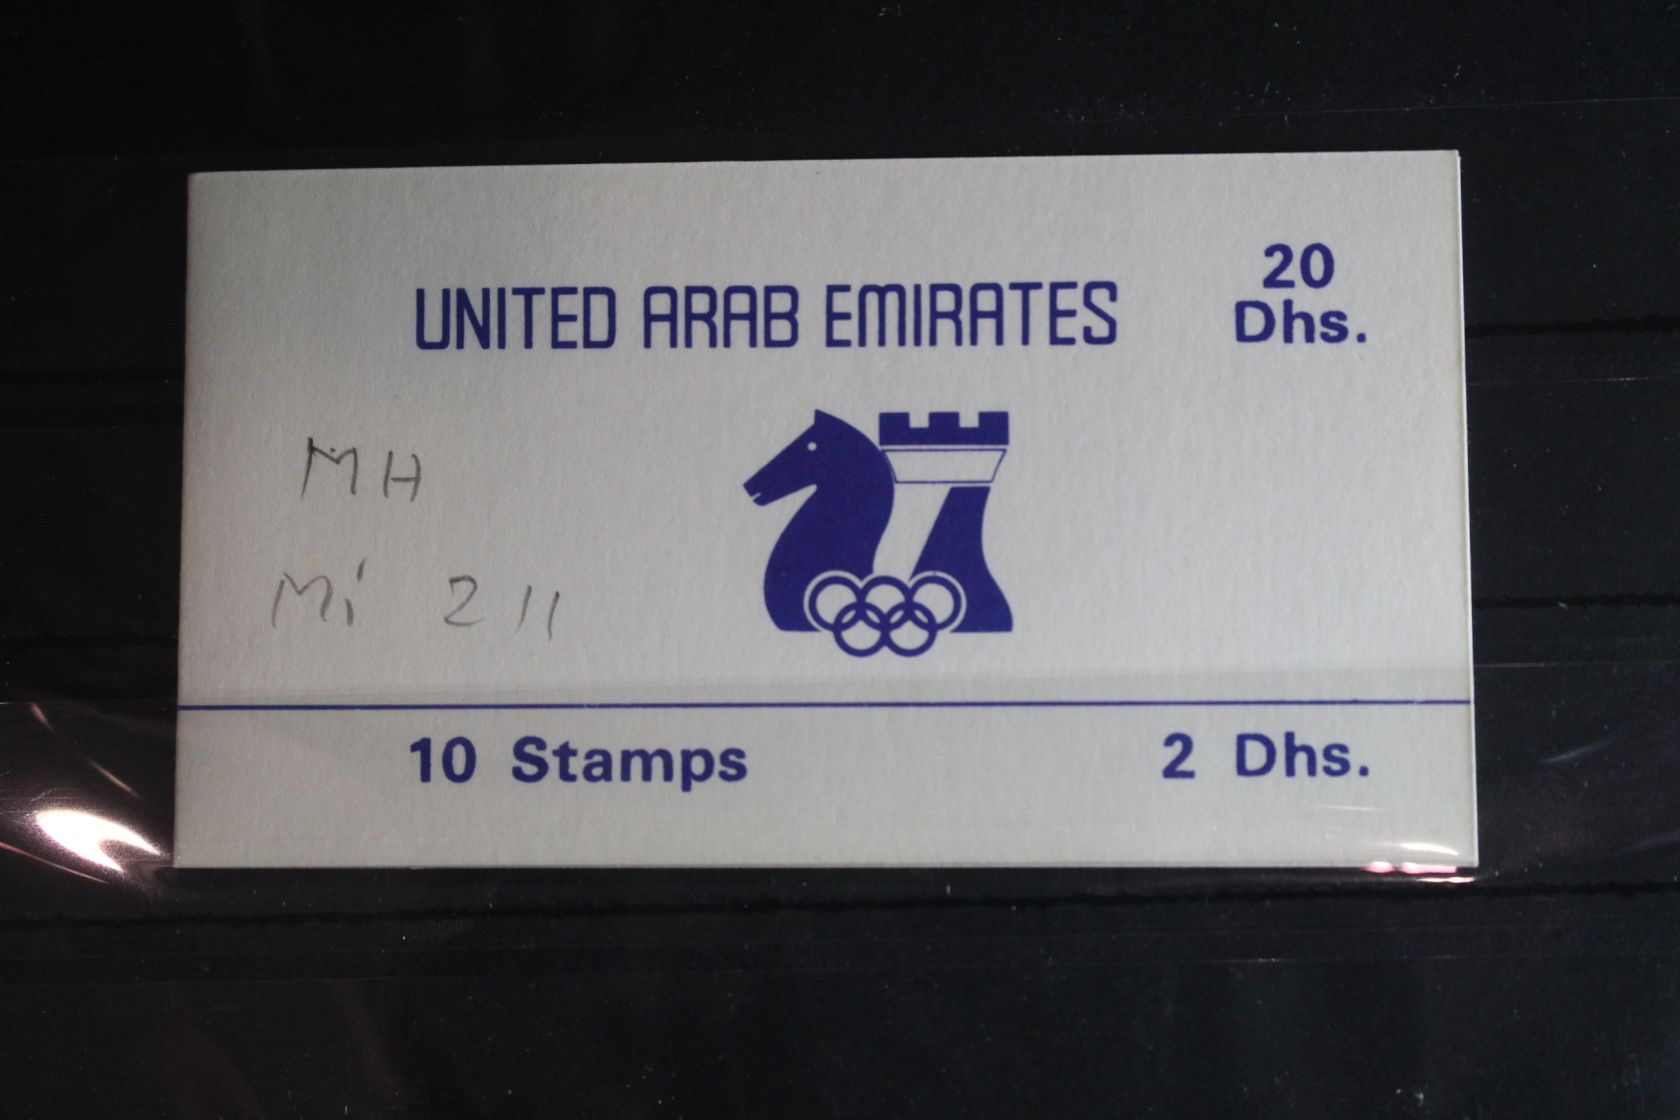 UNITED ARAB EMIRATES
20
Dhs.
MH
Mi 211
10 Stamps
2 Dhs.